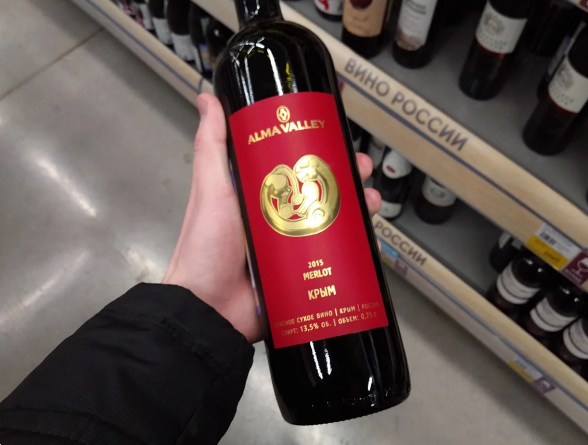 ALMA VALLEY
2015
MERLOT
КРЫМ
СУХОЕ ВИНО | КРЫМ | РОССИЯ
СПИРТ: 13,5% ОБ. | ОБЪЕМ: 0,75
ВИНО РОССИИ
РОССИИ